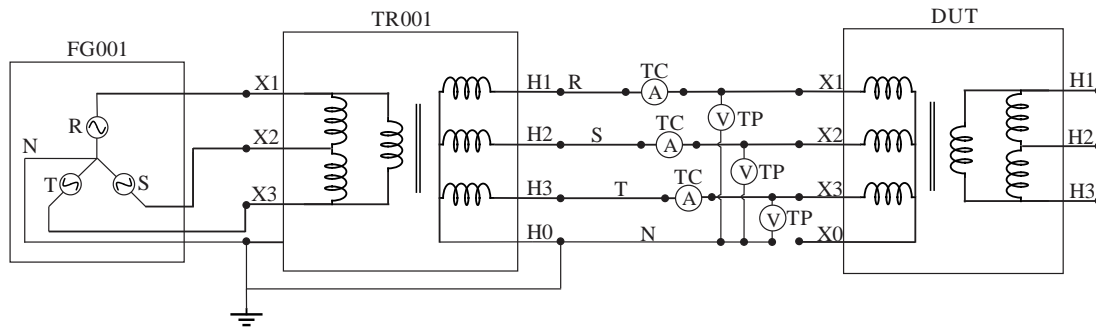 FG001
TR001
DUT
R
N
T
S
X1
X2
X3
H1
H2
H3
H0
R
S
T
N
TC
A
TC
A
TC
A
V
TP
V
TP
V
TP
X1
X2
X3
X0
H1
H2
H3